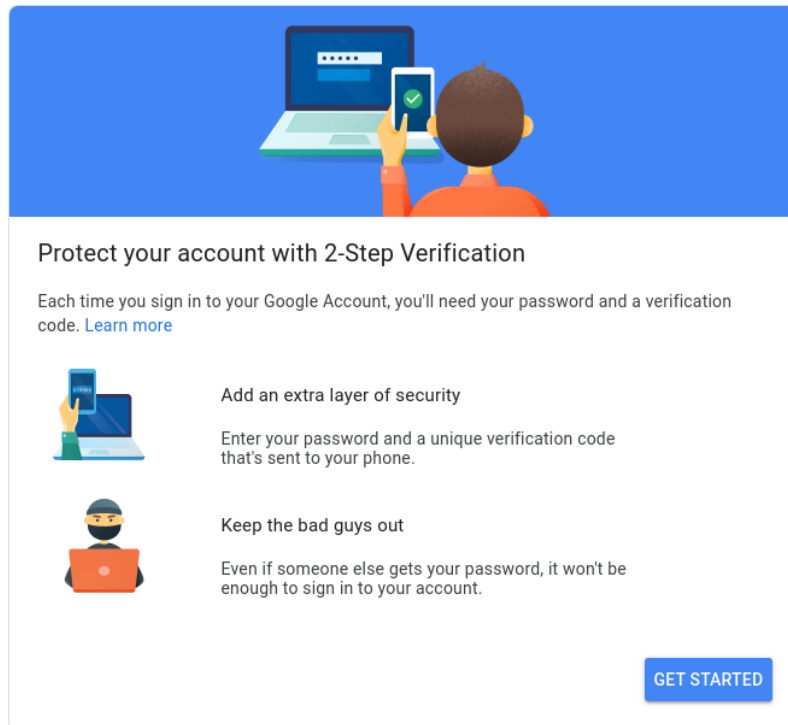 Protect your account with 2-Step Verification
Each time you sign in to your Google Account, you'll need your password and a verification
code. Learn more
Add an extra layer of security
Enter your password and a unique verification code
that's sent to your phone.
Keep the bad guys out
Even if someone else gets your password, it won't be
enough to sign in to your account.
GET STARTED